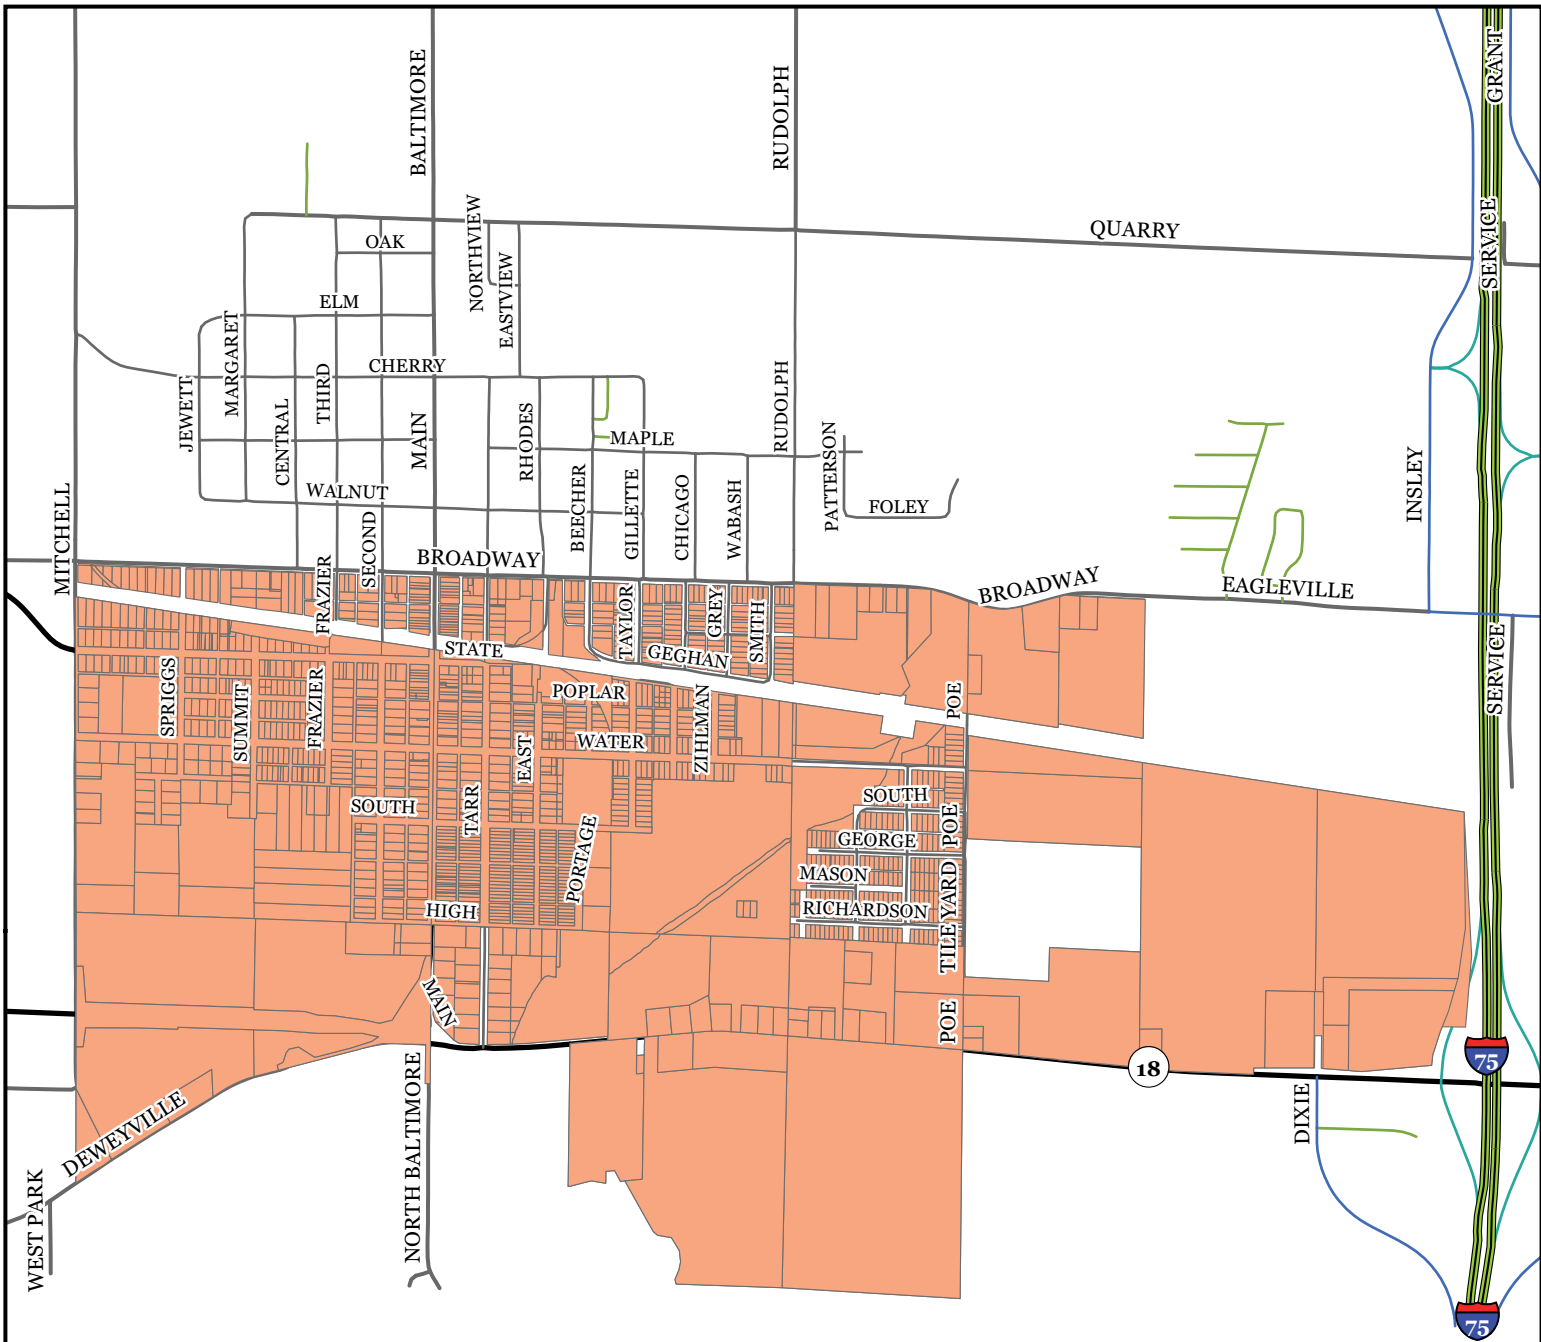 GRANT
BALTIMORE
RUDOLPH
NORTHVIEW
SERVICE
QUARRY
OAK
EASTVIEW
ELM
MARGARET
CHERRY
THIRD
JEWETT
RUDOLPH
CENTRAL
MAIN
RHODES
MAPLE
PATTERSON
INSLEY
BEECHER
GILLETTE
CHICAGO
WABASH
WALNUT
FOLEY
MITCHELL
SECOND
BROADWAY
FRAZIER
BROADWAY
EAGLEVILLE
TAYLOR
GREY
SMITH
STATE
GEGHAN
SERVICE
SPRIGGS
SUMMIT
FRAZIER
POPLAR
ZIHLMAN
POE
WATER
EAST
SOUTH
TARR
SOUTH
POE
PORTAGE
GEORGE
MASON
HIGH
RICHARDSON
TILE YARD
MAIN
POE
75
18
NORTH BALTIMORE
DEWEYVILLE
DIXIE
WEST PARK
75